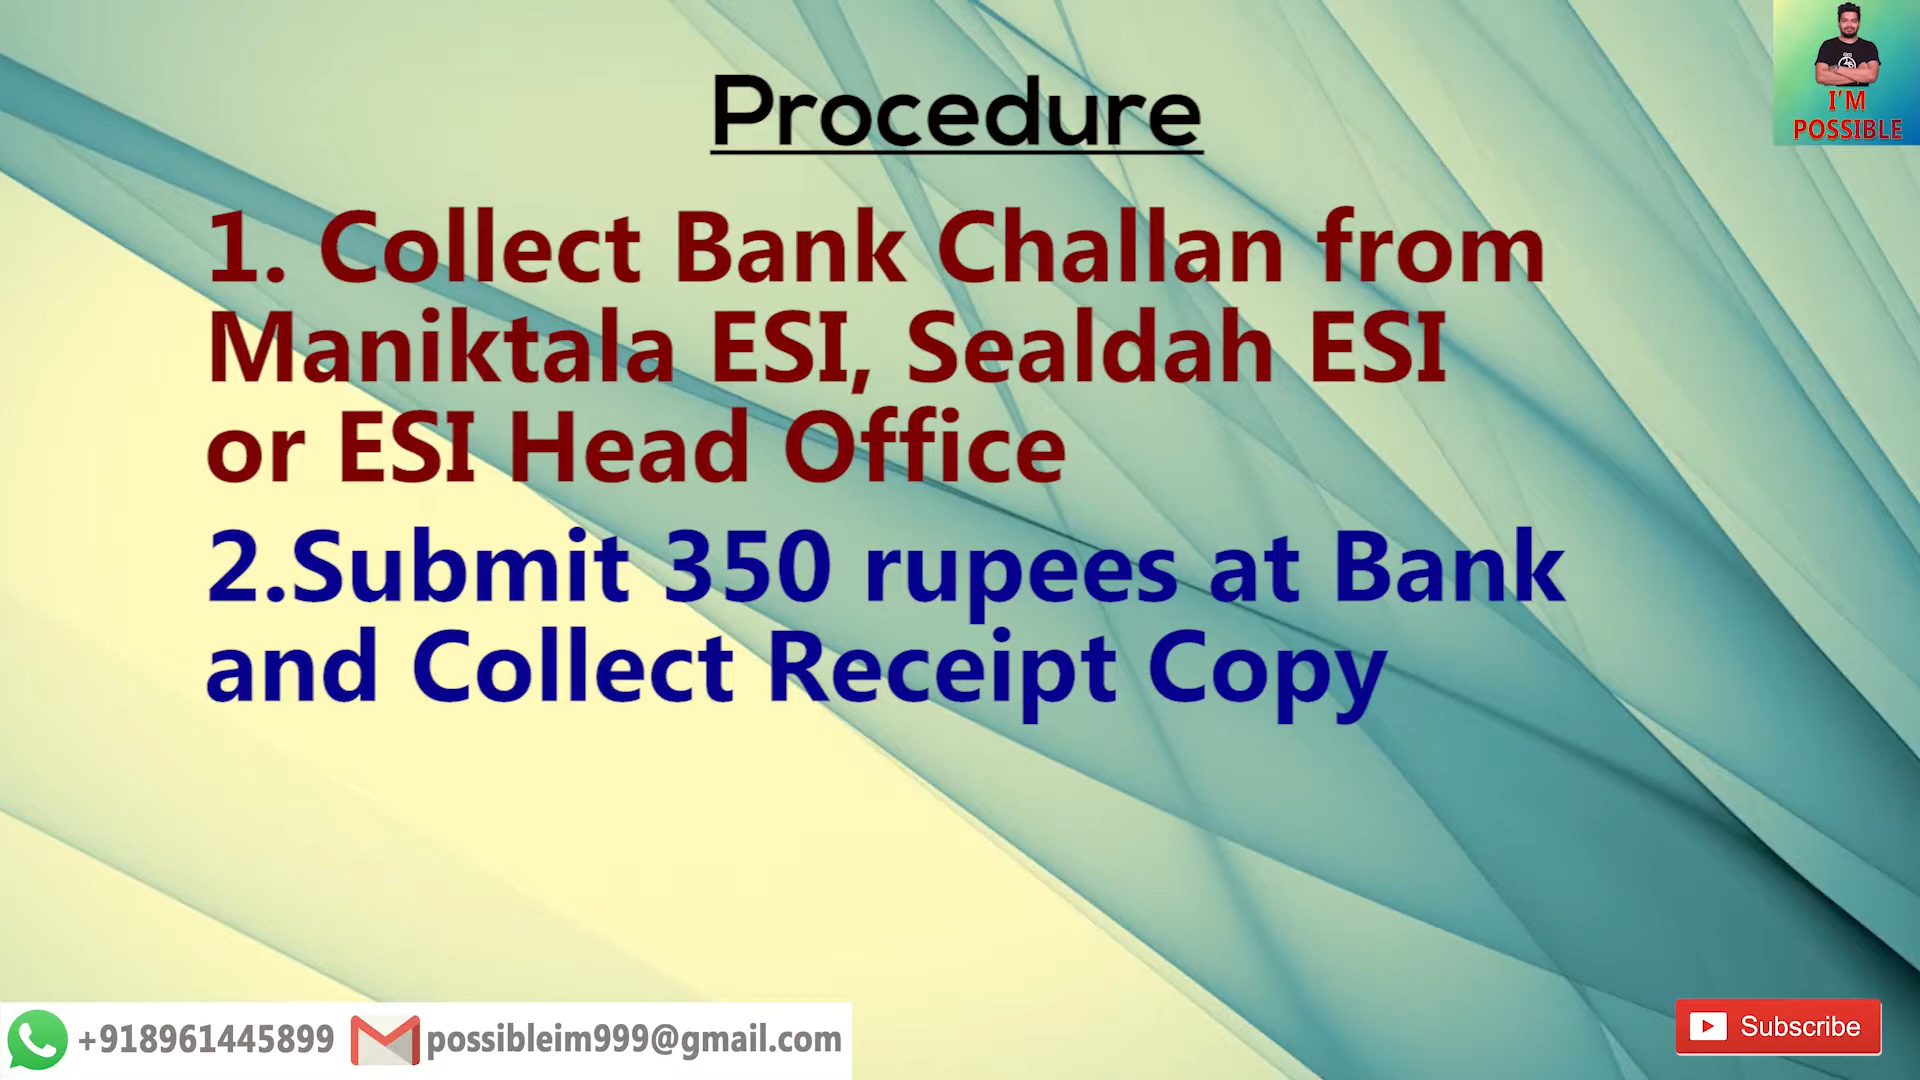 I'M
POSSIBLE
Procedure
1. Collect Bank Challan from
Maniktala ESI, Sealdah ESI
or ESI Head Office
2.Submit 350 rupees at Bank
and Collect Receipt Copy
+918961445899 possibleim999@gmail.com
Subscribe